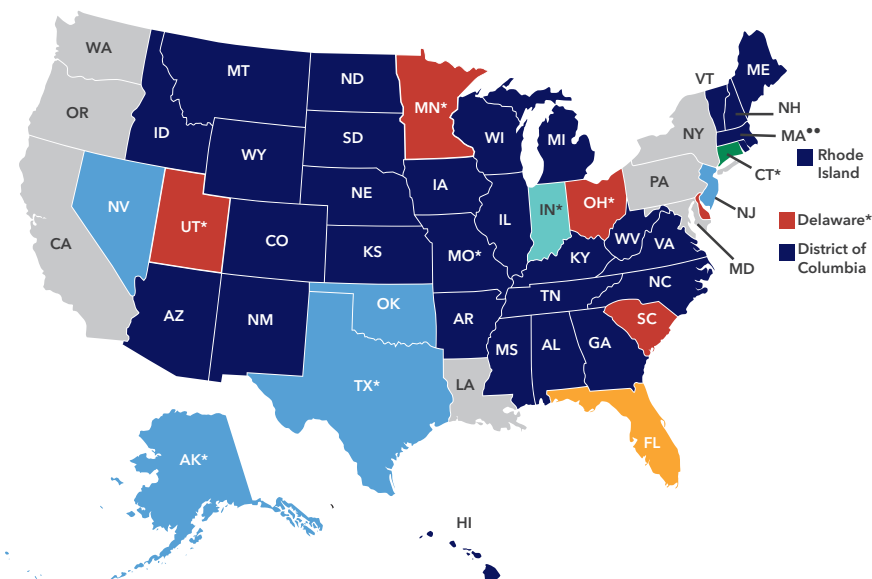 WA
MT
ND
MN*
VT
ME
OR
ID
SD
WI
MI
NY
NH
MA••
Rhode
Island
WY
CT*
NV
NE
IA
PA
UT*
IL
IN*
OH*
NJ
Delaware*
CA
CO
KS
MO*
KY
WV
VA
MD
District of
Columbia
AZ
NM
OK
AR
TN
NC
MS
AL
GA
SC
TX*
LA
FL
AK*
HI